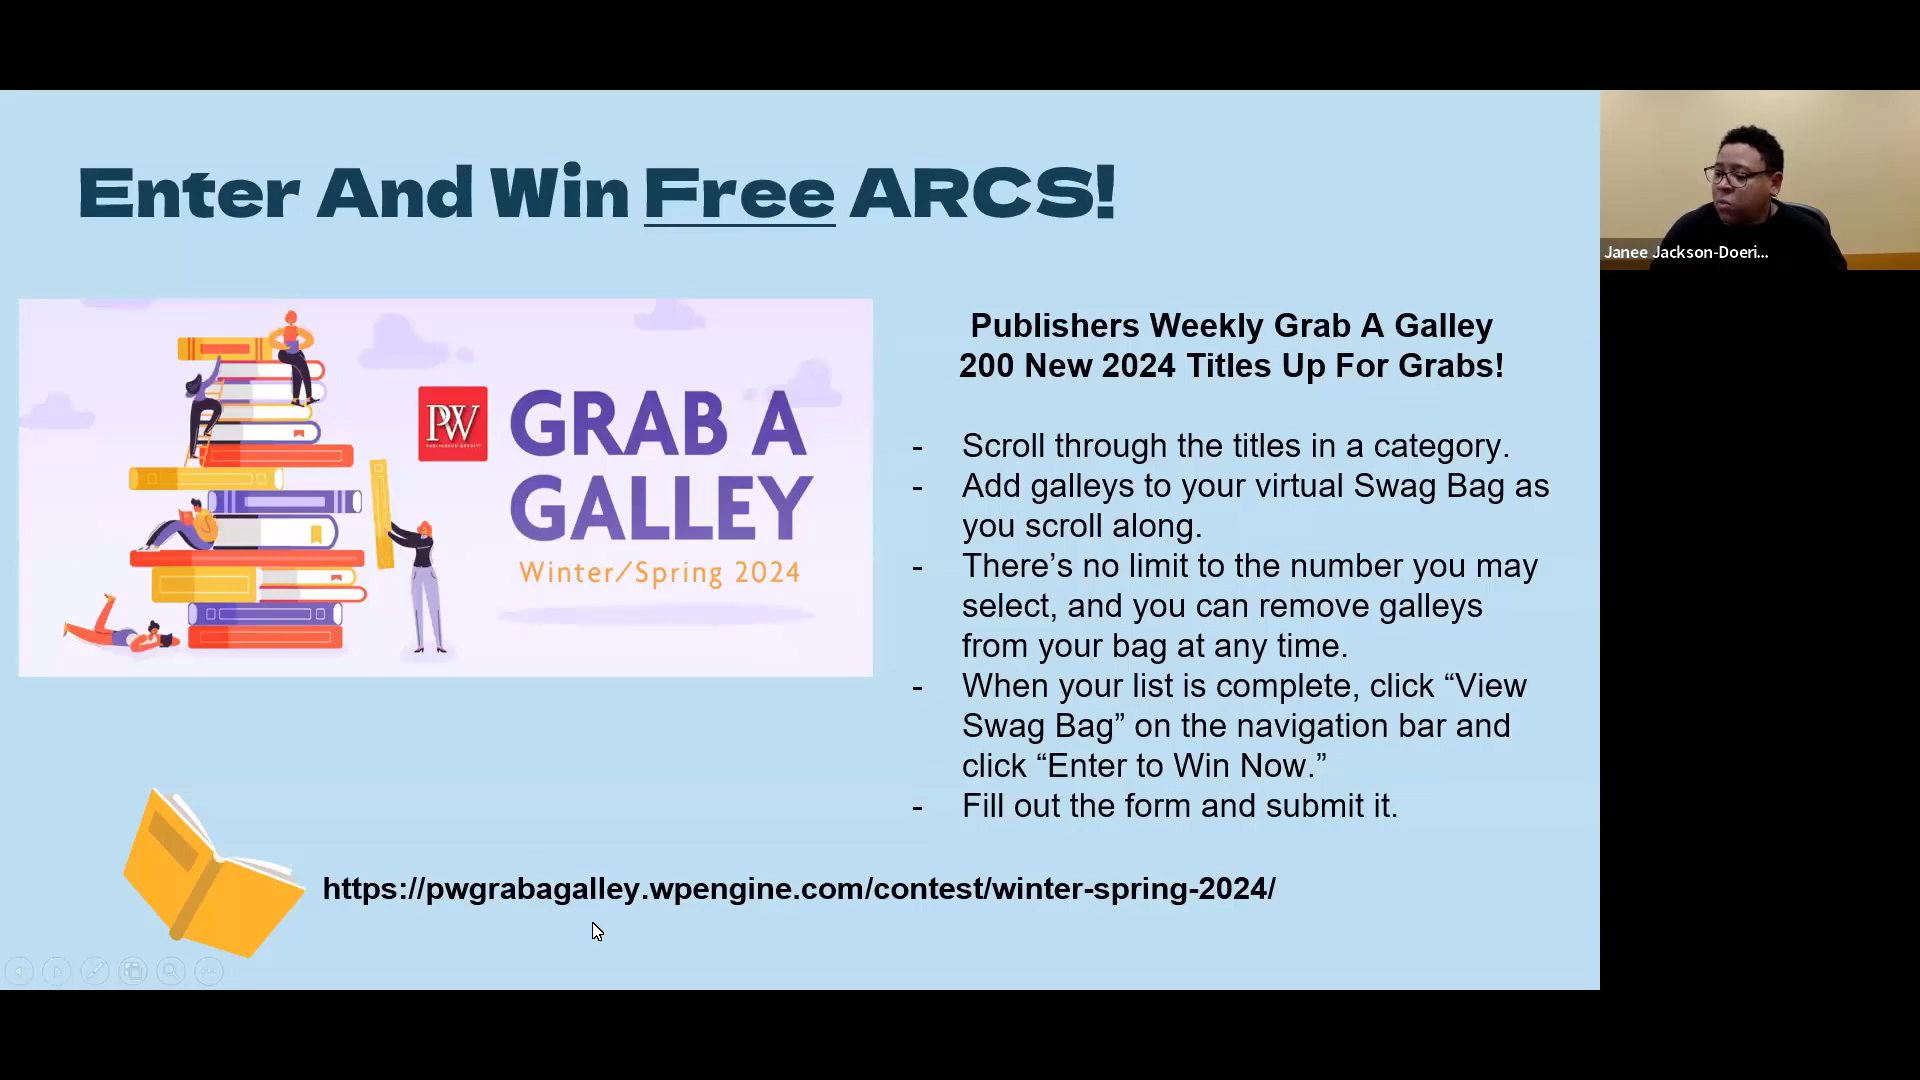 Enter And Win Free ARCS!
Janee Jackson-Doeri...
PW
GRAB A
GALLEY
Winter/Spring 2024
Publishers Weekly Grab A Galley
200 New 2024 Titles Up For Grabs!
- Scroll through the titles in a category.
- Add galleys to your virtual Swag Bag as
you scroll along.
- There’s no limit to the number you may
select, and you can remove galleys
from your bag at any time.
- When your list is complete, click “View
Swag Bag” on the navigation bar and
click “Enter to Win Now.”
- Fill out the form and submit it.
https://pwgrabagalley.wpengine.com/contest/winter-spring-2024/